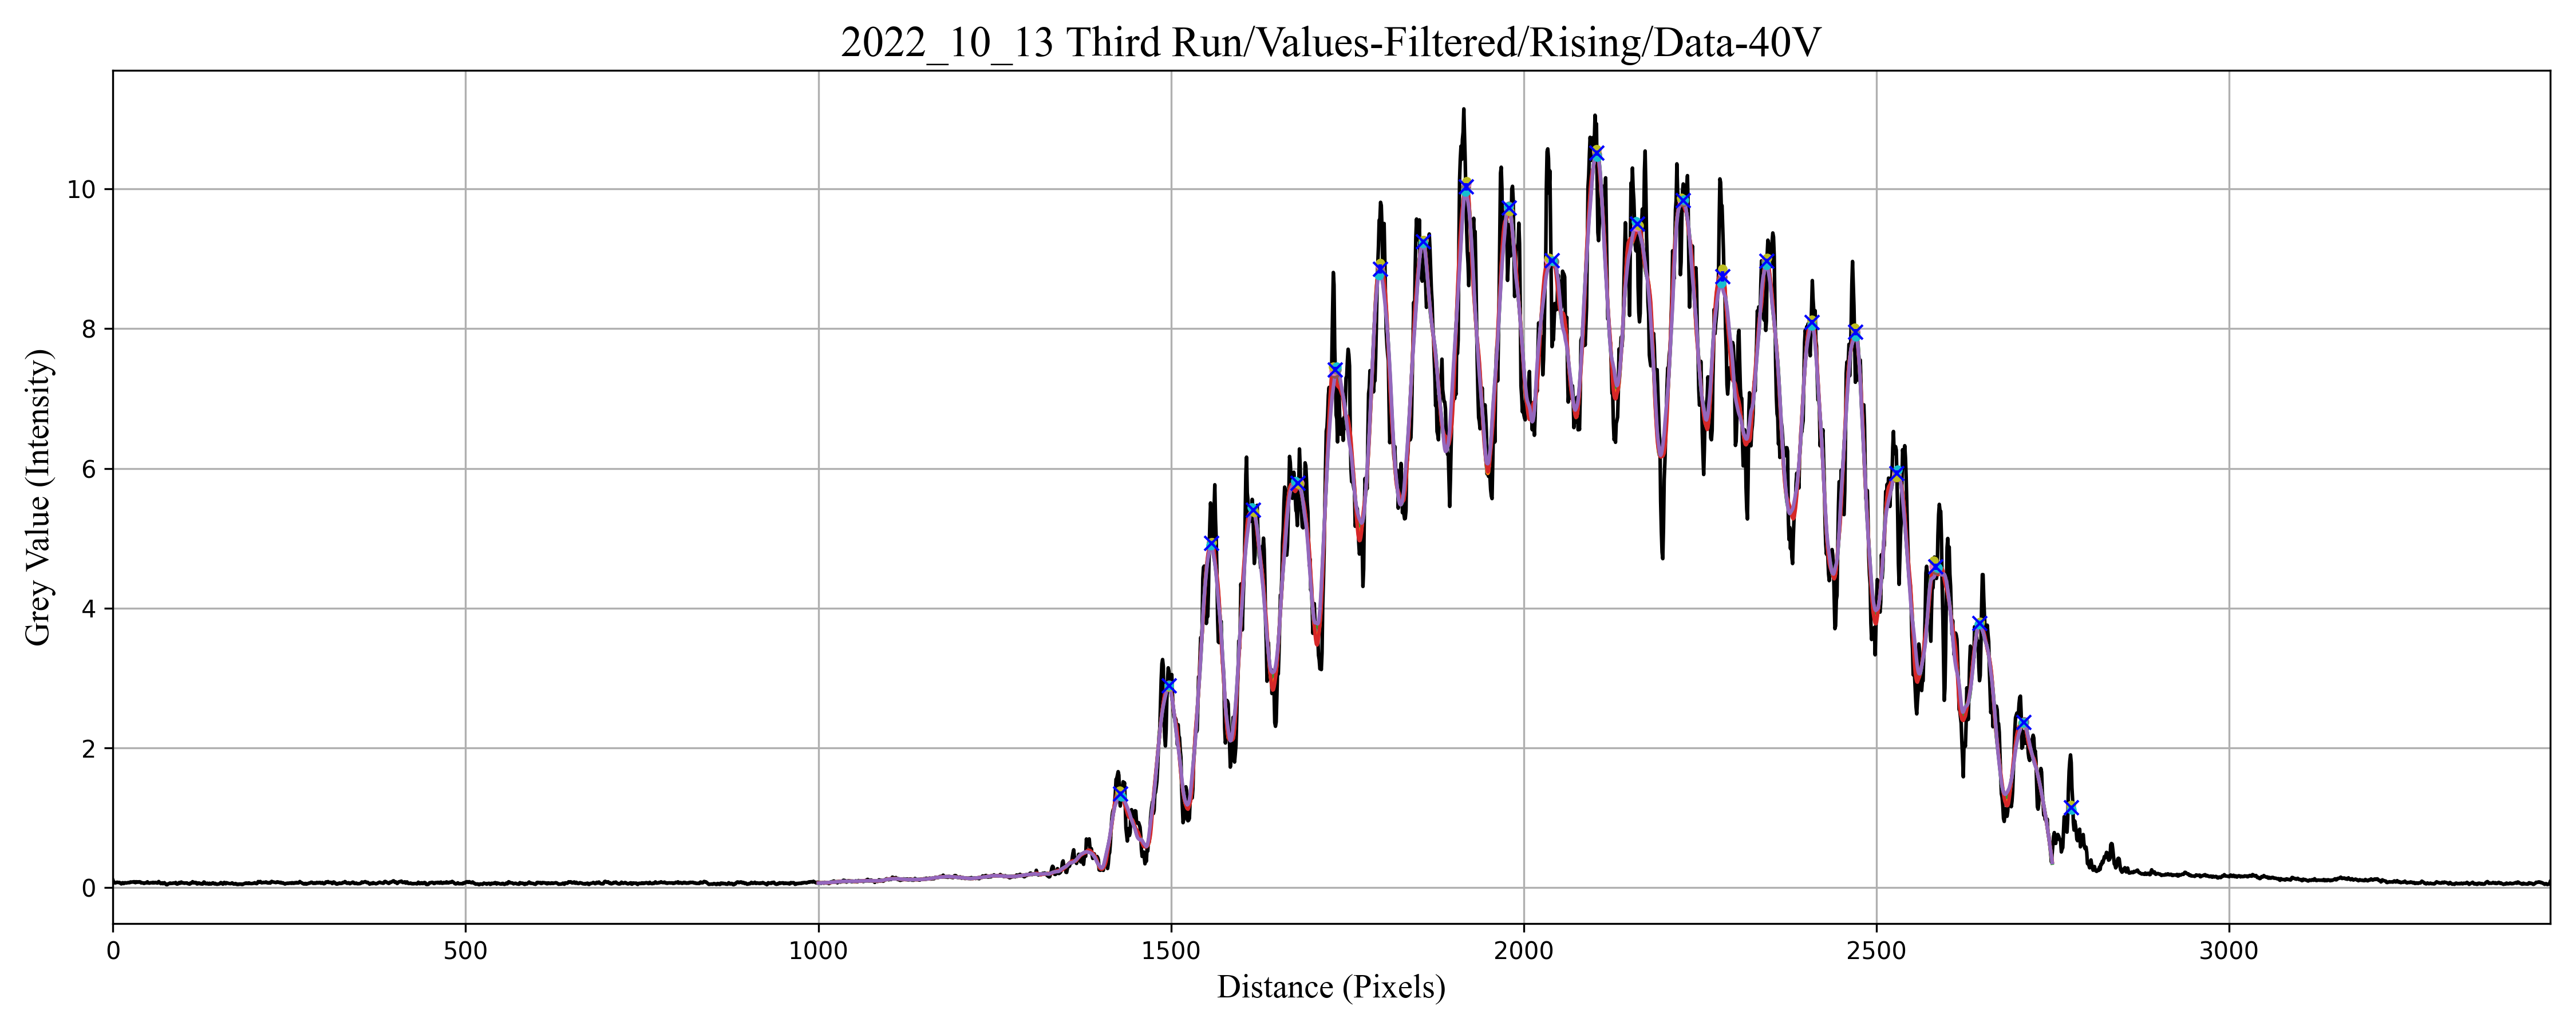 2022_10_13 Third Run/Values-Filtered/Rising/Data-40V
Grey Value (Intensity)
10
8
6
4
2
0
0 500 1000 1500 2000 2500 3000
Distance (Pixels)